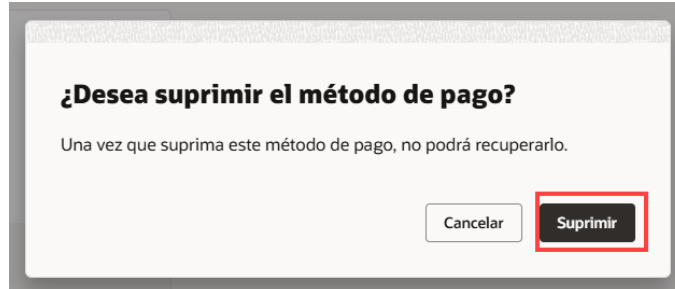 ¿Desea suprimir el método de pago?
Una vez que suprima este método de pago, no podrá recuperarlo.
Cancelar
Suprimir